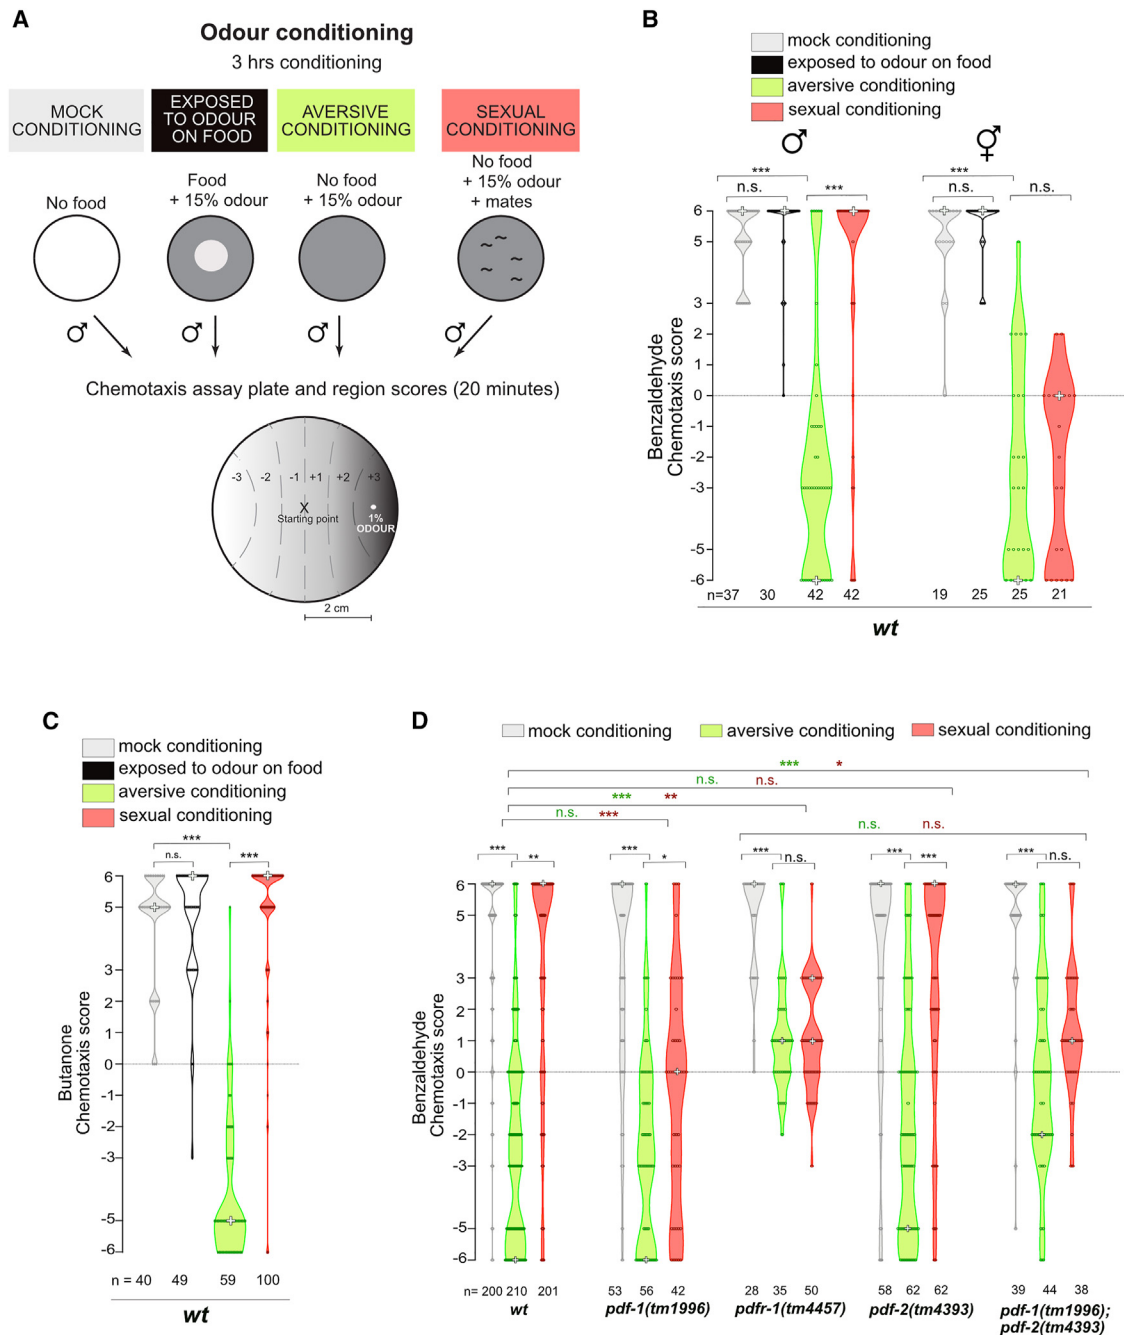 A
Odour conditioning
3 hrs conditioning
MOCK
CONDITIONING
EXPOSED
TO ODOUR
ON FOOD
AVERSIVE
CONDITIONING
SEXUAL
CONDITIONING
No food
Food
+ 15% odour
No food
+ 15% odour
No food
+ 15% odour
+ mates
♂ ♂ ♂ ♂
Chemotaxis assay plate and region scores (20 minutes)
-3 -2 -1 +1 +2 +3
X
Starting point
1%
ODOUR
2 cm
B
mock conditioning
exposed to odour on food
aversive conditioning
sexual conditioning
♂ ⚥
*** ***
n.s. *** n.s. n.s.
Benzaldehyde
Chemotaxis score
6
5
3
2
1
0
-1
-2
-3
-5
-6
n=37 30 42 42 19 25 25 21
wt
C
mock conditioning
exposed to odour on food
aversive conditioning
sexual conditioning
***
n.s. ***
Butanone
Chemotaxis score
6
5
3
2
1
0
-1
-2
-3
-5
-6
n = 40 49 59 100
wt
D
mock conditioning aversive conditioning sexual conditioning
*** *
n.s. n.s.
*** **
n.s. ***
n.s. n.s.
*** ** *** * *** n.s. *** *** *** n.s.
Benzaldehyde
Chemotaxis score
6
5
3
2
1
0
-1
-2
-3
-5
-6
n= 200 210 201 53 56 42 28 35 50 58 62 62 39 44 38
wt pdf-1(tm1996) pdfr-1(tm4457) pdf-2(tm4393) pdf-1(tm1996);
pdf-2(tm4393)